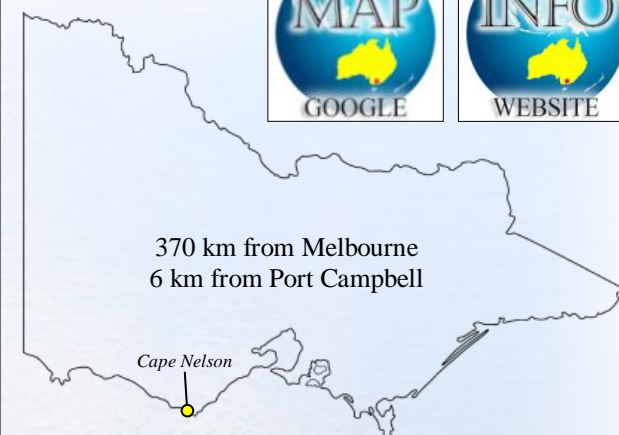 MAP
GOOGLE
INFO
WEBSITE
370 km from Melbourne
6 km from Port Campbell
Cape Nelson